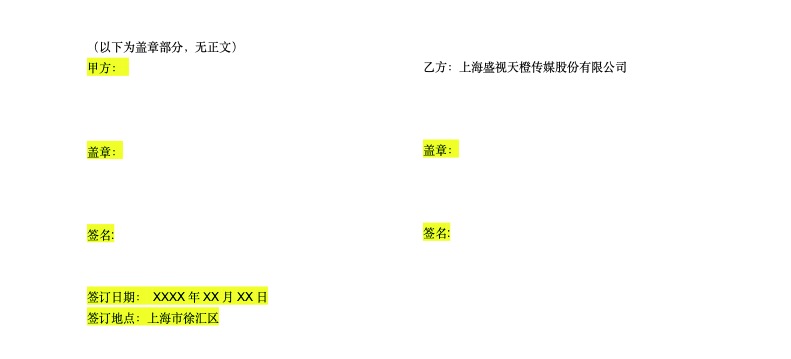 （以下为盖章部分，无正文）
甲方：
乙方：上海盛视天橙传媒股份有限公司
盖章：
盖章：
签名:
签名:
签订日期： XXXX 年 XX 月 XX 日
签订地点：上海市徐汇区